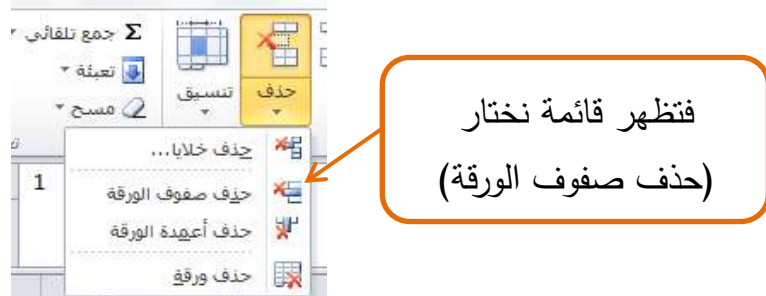 حذف
تنسيق
Σ جمع تلقائي
تعبئة
مسح
حذف خلايا...
حذف صفوف الورقة
حذف أعمدة الورقة
حذف ورقة
1
فتظهر قائمة نختار
(حذف صفوف الورقة)